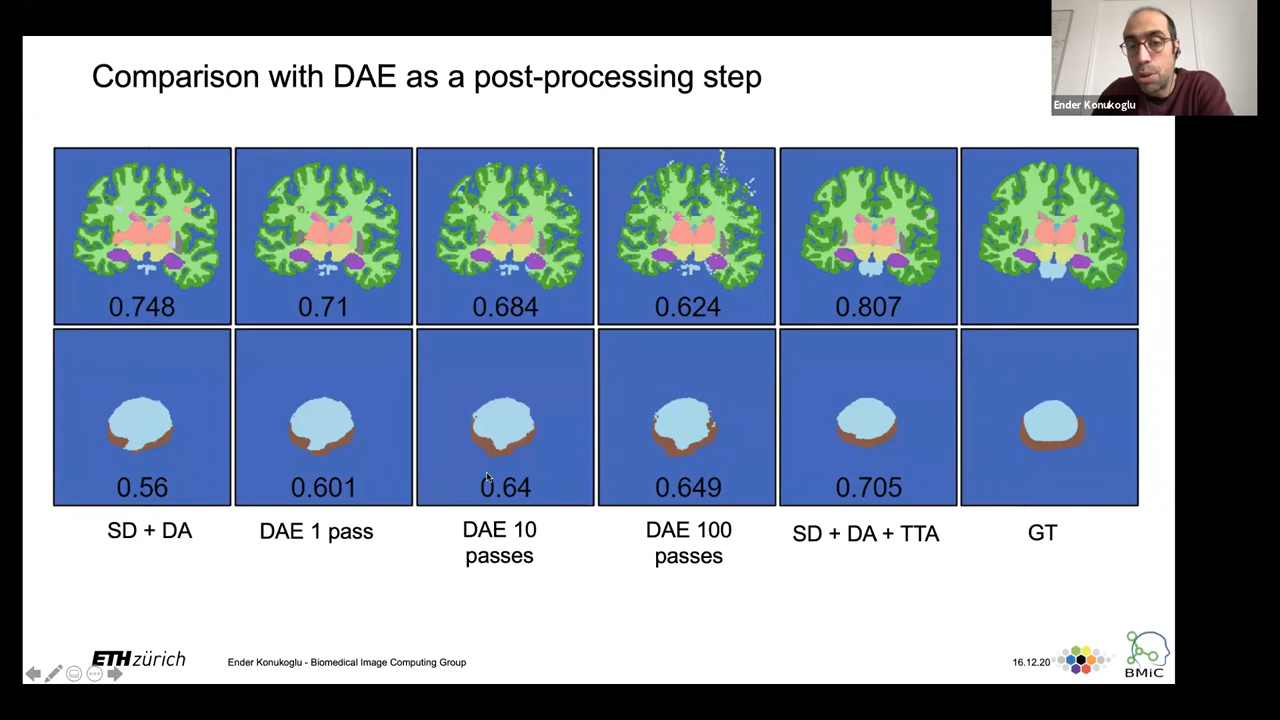 Comparison with DAE as a post-processing step
Ender Konukoglu
0.748
0.71
0.684
0.624
0.807
0.56
0.601
0.64
0.649
0.705
SD + DA
DAE 1 pass
DAE 10
passes
DAE 100
passes
SD + DA + TTA
GT
ETH zürich
Ender Konukoglu - Biomedical Image Computing Group
16.12.20
BMiC